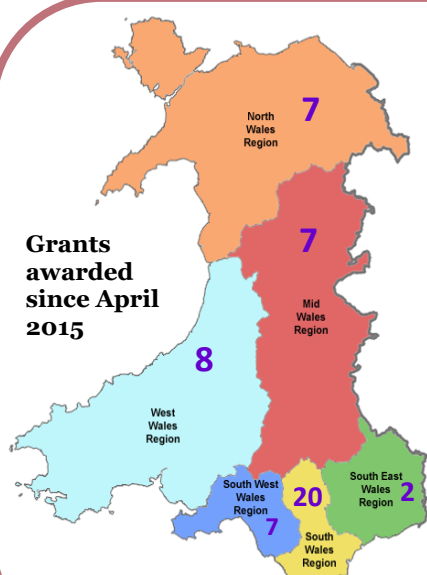 North
Wales
Region
7
Grants
awarded
since April
2015
7
Mid
Wales
Region
8
West
Wales
Region
South West
Wales
Region
7
20
South
Wales
Region
South East
Wales
Region
2